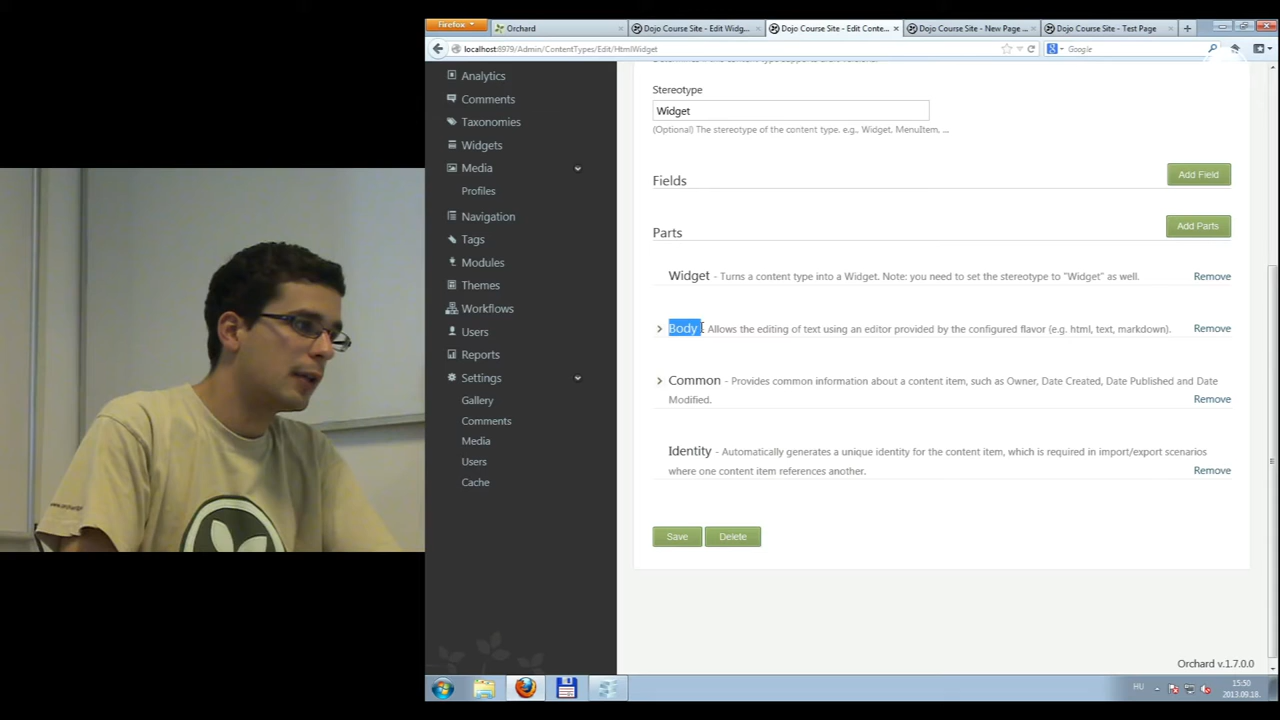 Firefox
Orchard
Dojo Course Site - Edit Widg...
Dojo Course Site - Edit Conte...
Dojo Course Site - New Page ...
Dojo Course Site - Test Page
localhost:8979/Admin/ContentTypes/Edit/HtmlWidget
Google
Analytics
Comments
Taxonomies
Widgets
Media
Profiles
Navigation
Tags
Modules
Themes
Workflows
Users
Reports
Settings
Gallery
Comments
Media
Users
Cache
Stereotype
Widget
(Optional) The stereotype of the content type. e.g., Widget, MenuItem, ...
Fields
Add Field
Parts
Add Parts
Widget - Turns a content type into a Widget. Note: you need to set the stereotype to "Widget" as well.
Remove
Body - Allows the editing of text using an editor provided by the configured flavor (e.g. html, text, markdown).
Remove
Common - Provides common information about a content item, such as Owner, Date Created, Date Published and Date
Modified.
Remove
Identity - Automatically generates a unique identity for the content item, which is required in import/export scenarios
where one content item references another.
Remove
Save
Delete
Orchard v.1.7.0.0
HU
15:50
2013.09.18.